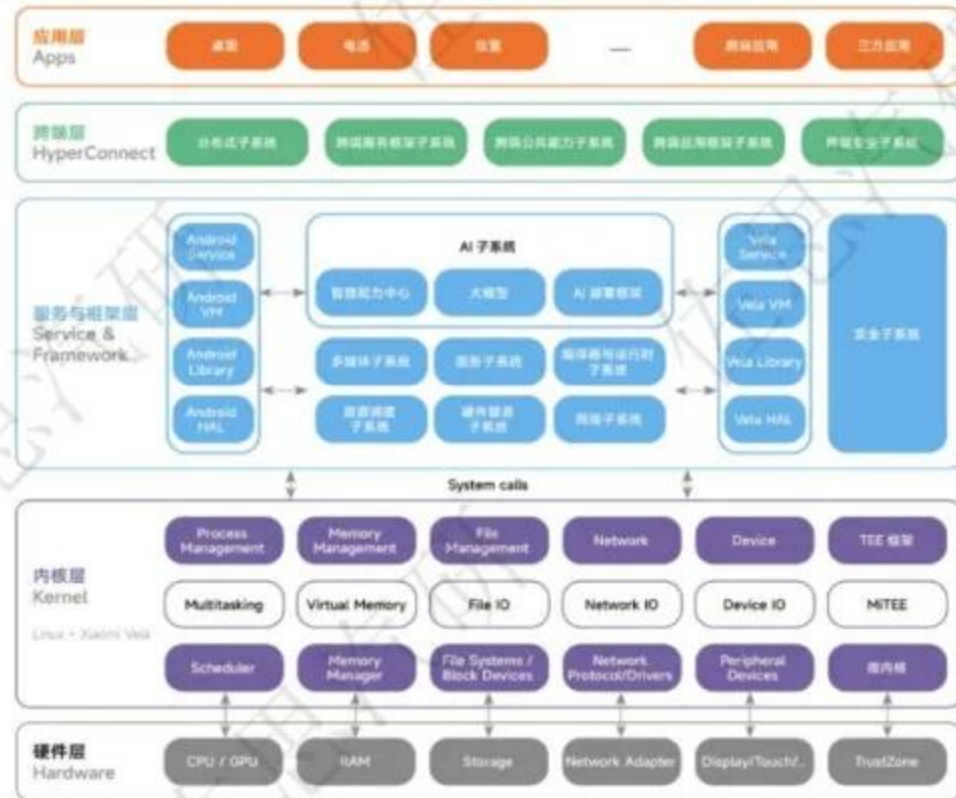 应用层
Apps
桌面
电话
设置
—
跨端应用
三方应用
跨端层
HyperConnect
分布式子系统
跨端服务框架子系统
跨端公共能力子系统
跨端应用框架子系统
跨端安全子系统
服务与框架层
Service &
Framework
Android
Service
Android
VM
Android
Library
Android
HAL
AI 子系统
智能能力中心
大模型
AI 部署框架
多媒体子系统
图形子系统
编译器与运行时
子系统
资源调度
子系统
硬件服务
子系统
网络子系统
Vela
Service
Vela VM
Vela Library
Vela HAL
安全子系统
System calls
内核层
Kernel
Linux + Xiaomi Vela
Process
Management
Memory
Management
File
Management
Network
Device
TEE 框架
Multitasking
Virtual Memory
File IO
Network IO
Device IO
MiTEE
Scheduler
Memory
Manager
File Systems /
Block Devices
Network
Protocol/Drivers
Peripheral
Devices
微内核
硬件层
Hardware
CPU / GPU
RAM
Storage
Network Adapter
Display/Touch/..
TrustZone